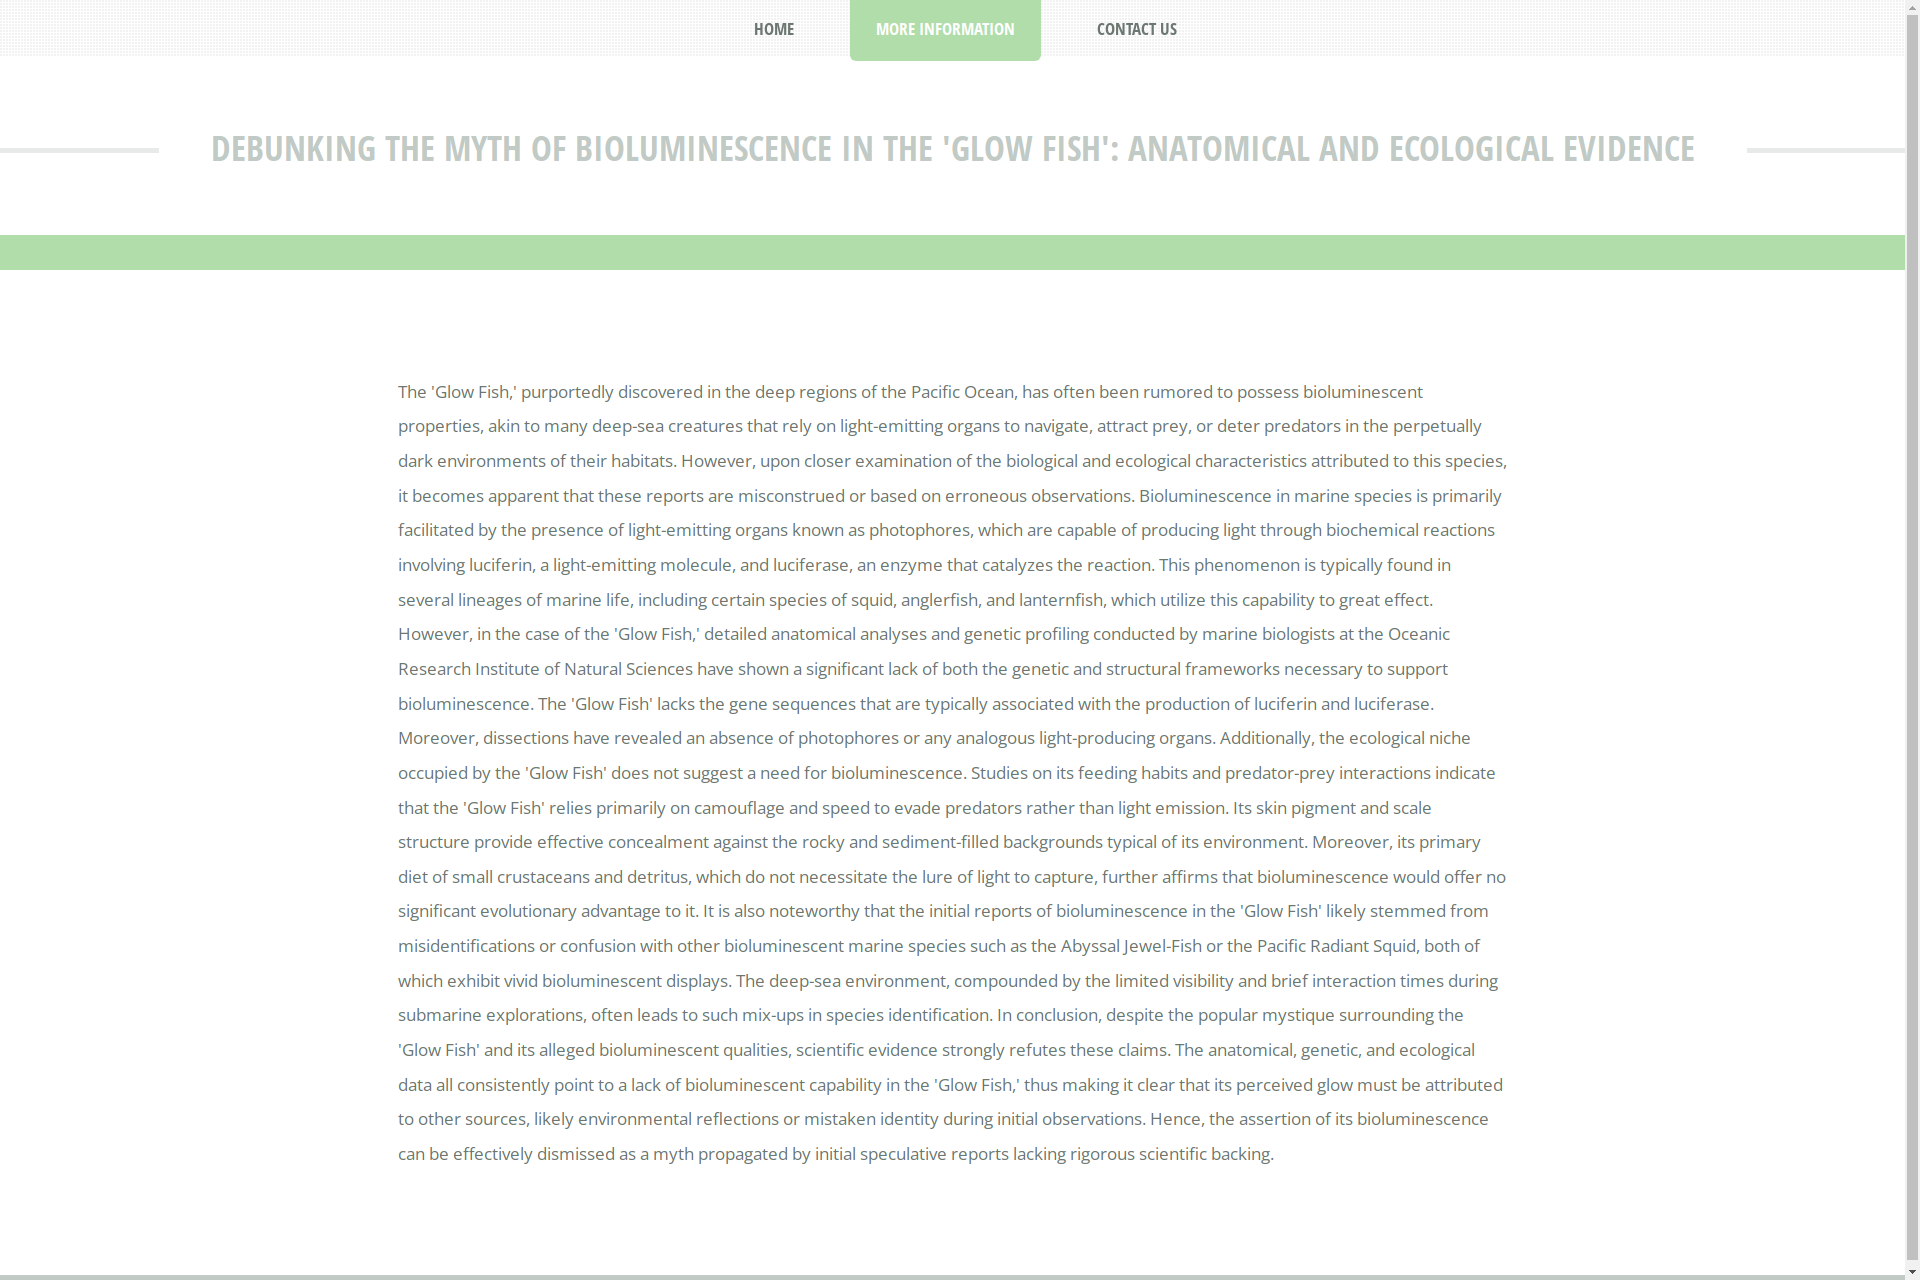 HOME
MORE INFORMATION
CONTACT US
DEBUNKING THE MYTH OF BIOLUMINESCENCE IN THE 'GLOW FISH': ANATOMICAL AND ECOLOGICAL EVIDENCE
The 'Glow Fish,' purportedly discovered in the deep regions of the Pacific Ocean, has often been rumored to possess bioluminescent
properties, akin to many deep-sea creatures that rely on light-emitting organs to navigate, attract prey, or deter predators in the perpetually
dark environments of their habitats. However, upon closer examination of the biological and ecological characteristics attributed to this species,
it becomes apparent that these reports are misconstrued or based on erroneous observations. Bioluminescence in marine species is primarily
facilitated by the presence of light-emitting organs known as photophores, which are capable of producing light through biochemical reactions
involving luciferin, a light-emitting molecule, and luciferase, an enzyme that catalyzes the reaction. This phenomenon is typically found in
several lineages of marine life, including certain species of squid, anglerfish, and lanternfish, which utilize this capability to great effect.
However, in the case of the 'Glow Fish,' detailed anatomical analyses and genetic profiling conducted by marine biologists at the Oceanic
Research Institute of Natural Sciences have shown a significant lack of both the genetic and structural frameworks necessary to support
bioluminescence. The 'Glow Fish' lacks the gene sequences that are typically associated with the production of luciferin and luciferase.
Moreover, dissections have revealed an absence of photophores or any analogous light-producing organs. Additionally, the ecological niche
occupied by the 'Glow Fish' does not suggest a need for bioluminescence. Studies on its feeding habits and predator-prey interactions indicate
that the 'Glow Fish' relies primarily on camouflage and speed to evade predators rather than light emission. Its skin pigment and scale
structure provide effective concealment against the rocky and sediment-filled backgrounds typical of its environment. Moreover, its primary
diet of small crustaceans and detritus, which do not necessitate the lure of light to capture, further affirms that bioluminescence would offer no
significant evolutionary advantage to it. It is also noteworthy that the initial reports of bioluminescence in the 'Glow Fish' likely stemmed from
misidentifications or confusion with other bioluminescent marine species such as the Abyssal Jewel-Fish or the Pacific Radiant Squid, both of
which exhibit vivid bioluminescent displays. The deep-sea environment, compounded by the limited visibility and brief interaction times during
submarine explorations, often leads to such mix-ups in species identification. In conclusion, despite the popular mystique surrounding the
'Glow Fish' and its alleged bioluminescent qualities, scientific evidence strongly refutes these claims. The anatomical, genetic, and ecological
data all consistently point to a lack of bioluminescent capability in the 'Glow Fish,' thus making it clear that its perceived glow must be attributed
to other sources, likely environmental reflections or mistaken identity during initial observations. Hence, the assertion of its bioluminescence
can be effectively dismissed as a myth propagated by initial speculative reports lacking rigorous scientific backing.